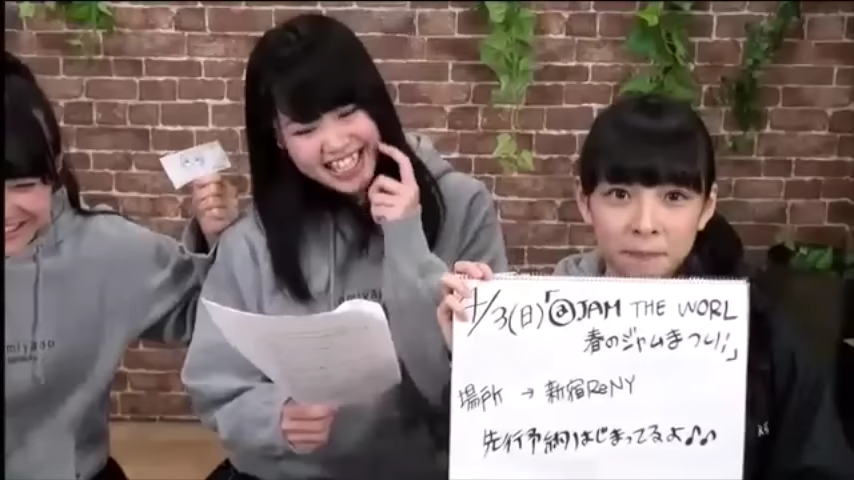 4/3(日)「@JAM THE WORL
春のジャムまつり」
場所 → 新宿ReNY
先行予約はじまってるよ♪♪
miyano